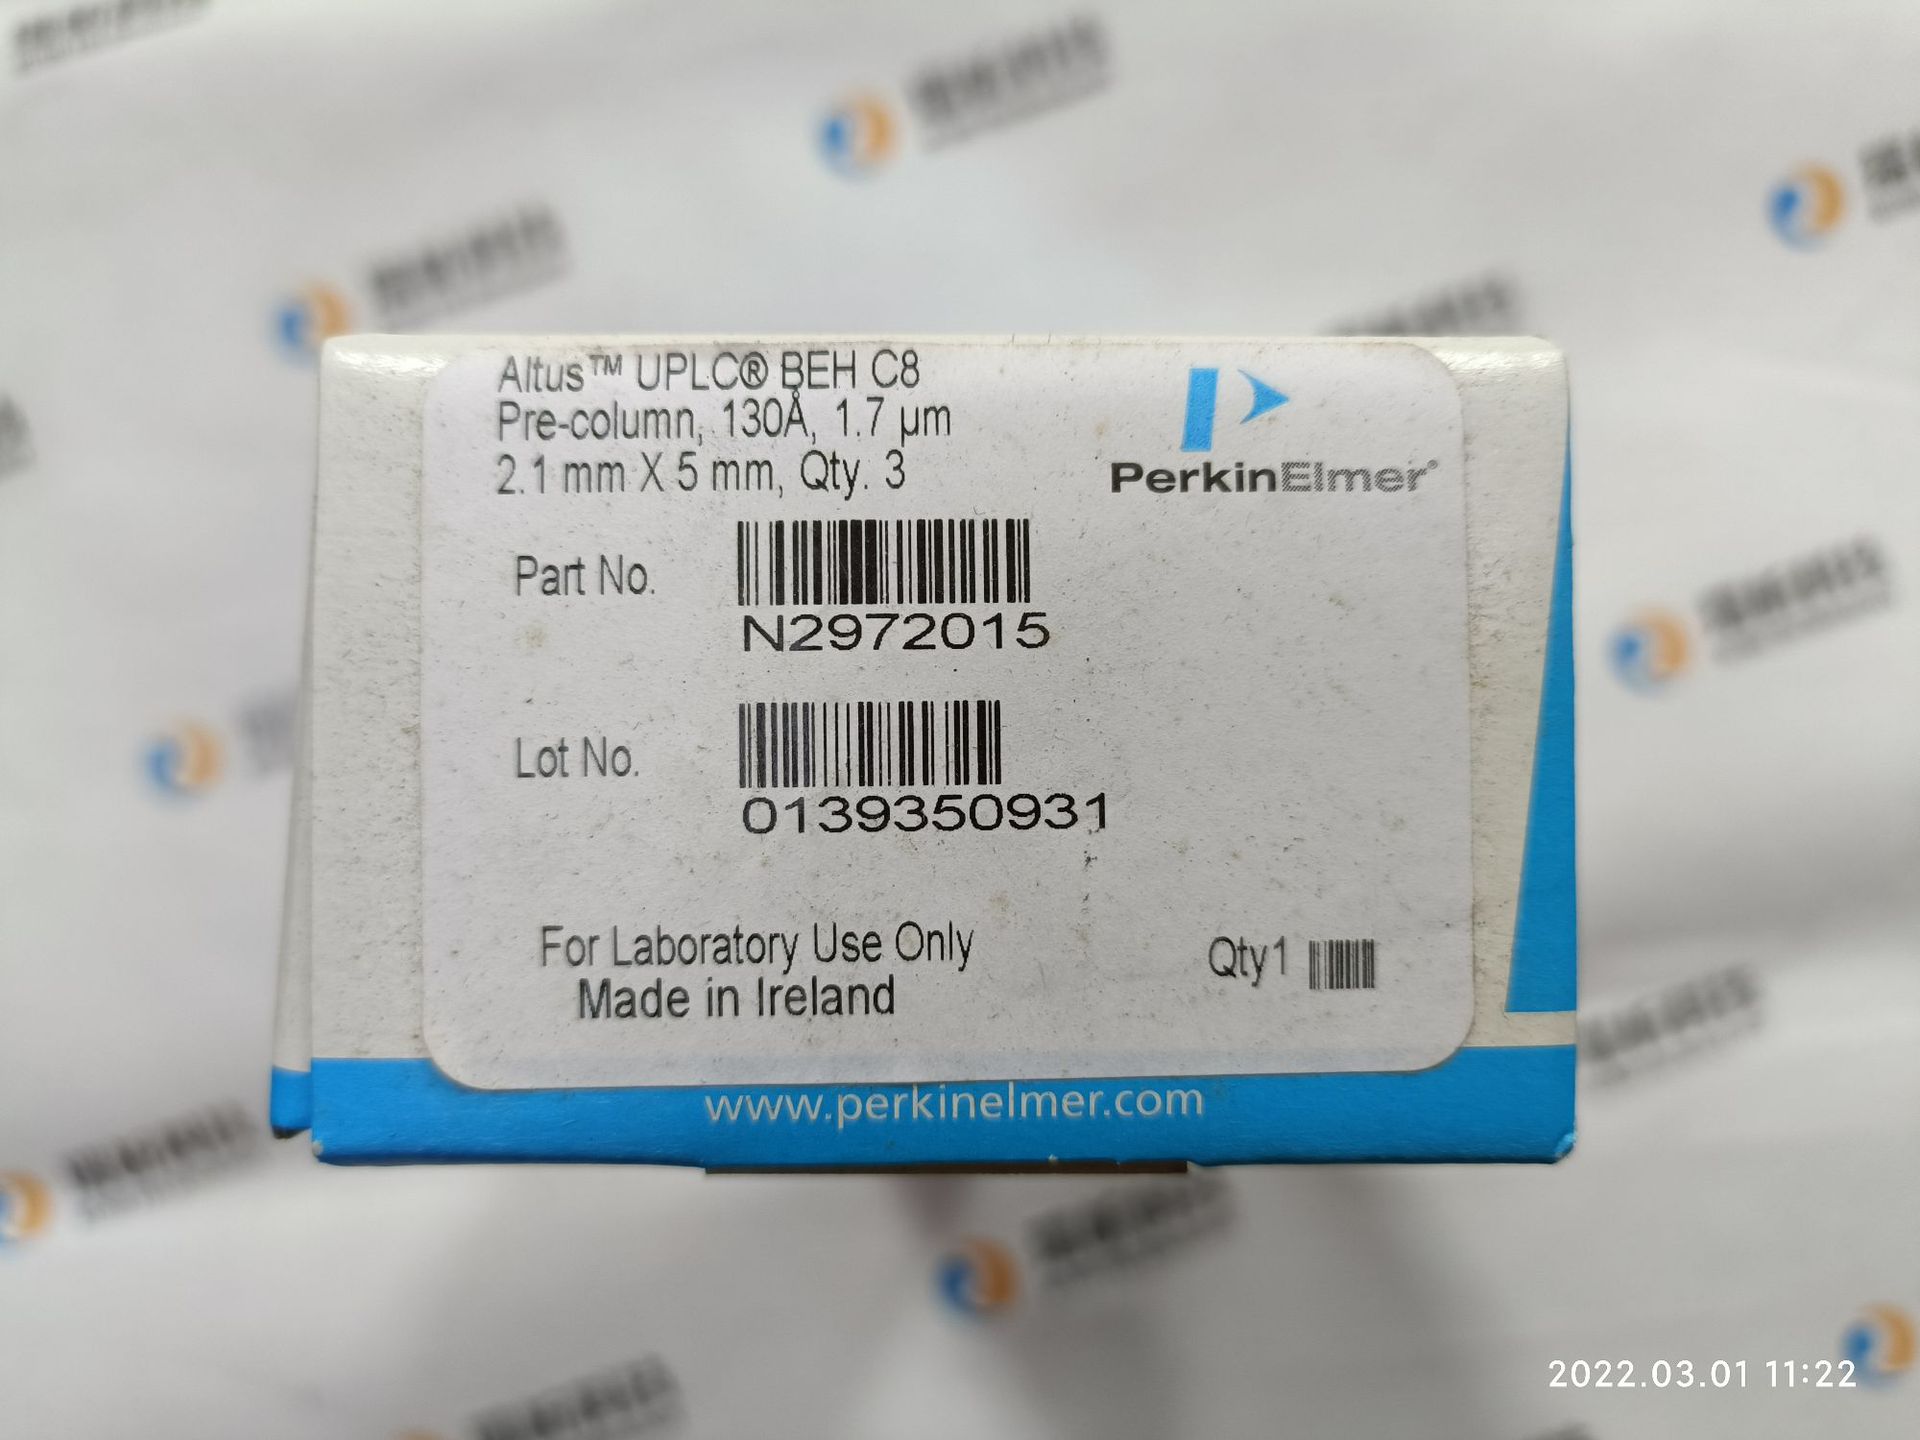 Altus™ UPLC® BEH C8
Pre-column, 130Å, 1.7 µm
2.1 mm X 5 mm, Qty. 3
PerkinElmer®
Part No.
N2972015
Lot No.
0139350931
For Laboratory Use Only
Made in Ireland
Qty1
www.perkinelmer.com
2022.03.01 11:22